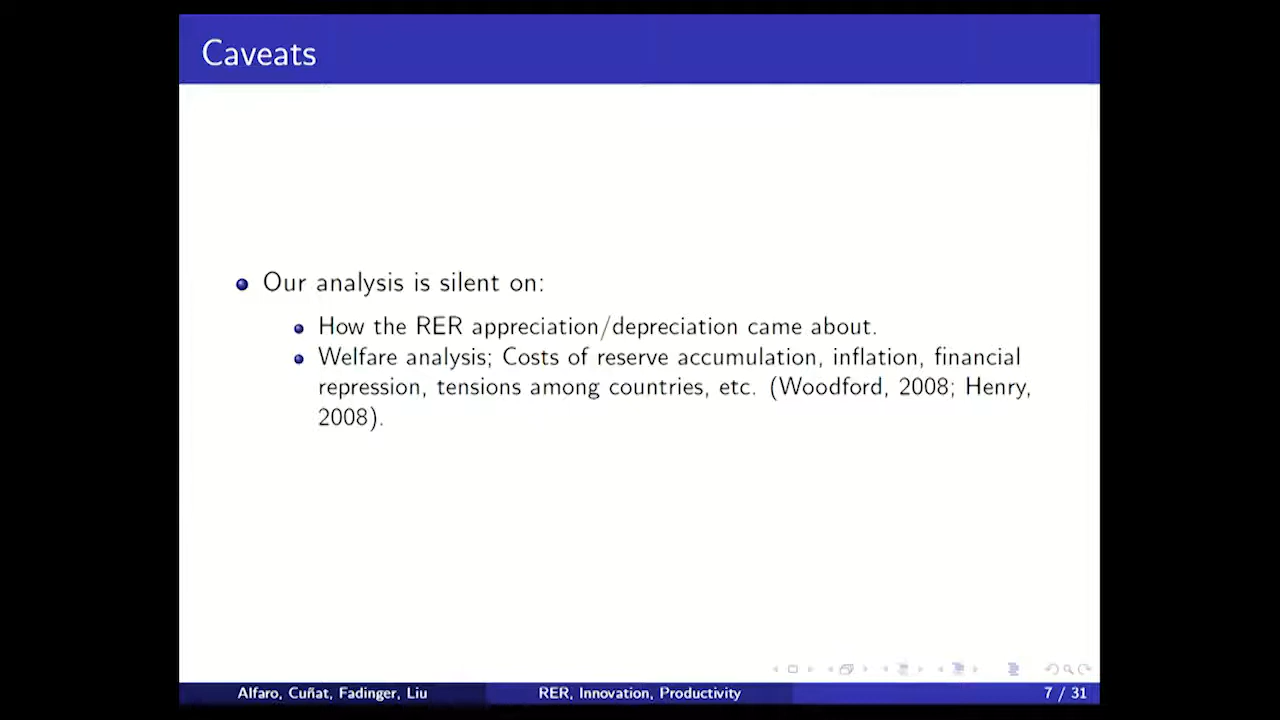 Caveats
Our analysis is silent on:
How the RER appreciation/depreciation came about.
Welfare analysis; Costs of reserve accumulation, inflation, financial
repression, tensions among countries, etc. (Woodford, 2008; Henry,
2008).
Alfaro, Cuñat, Fadinger, Liu
RER, Innovation, Productivity
7 / 31